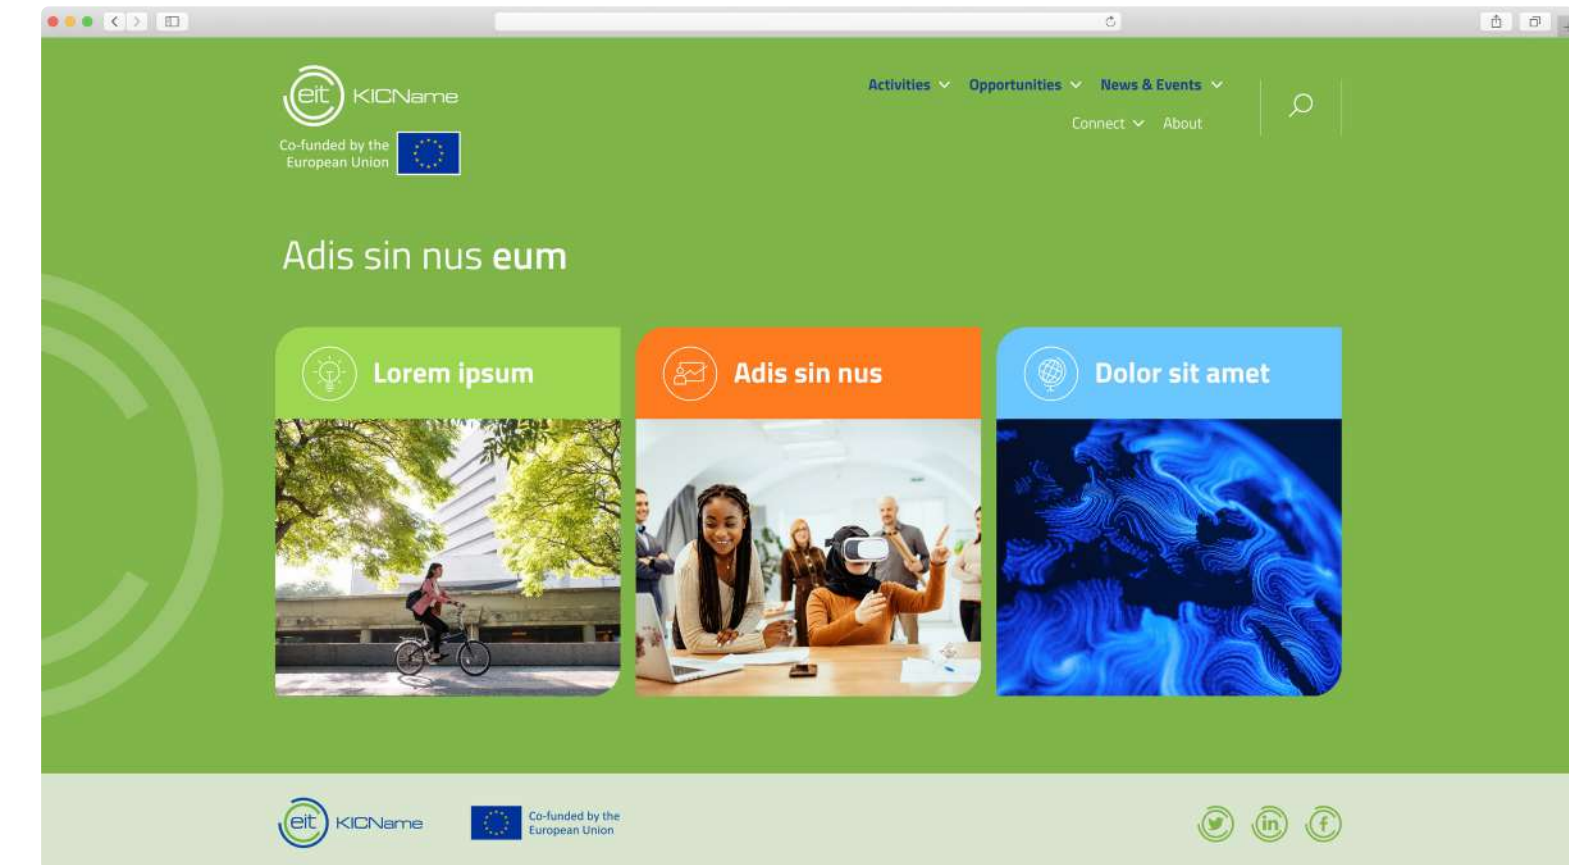 eit KICName
Co-funded by the
European Union
Activities Opportunities News & Events
Connect About
Adis sin nus eum
Lorem ipsum
Adis sin nus
Dolor sit amet
eit KICName
Co-funded by the
European Union
in f